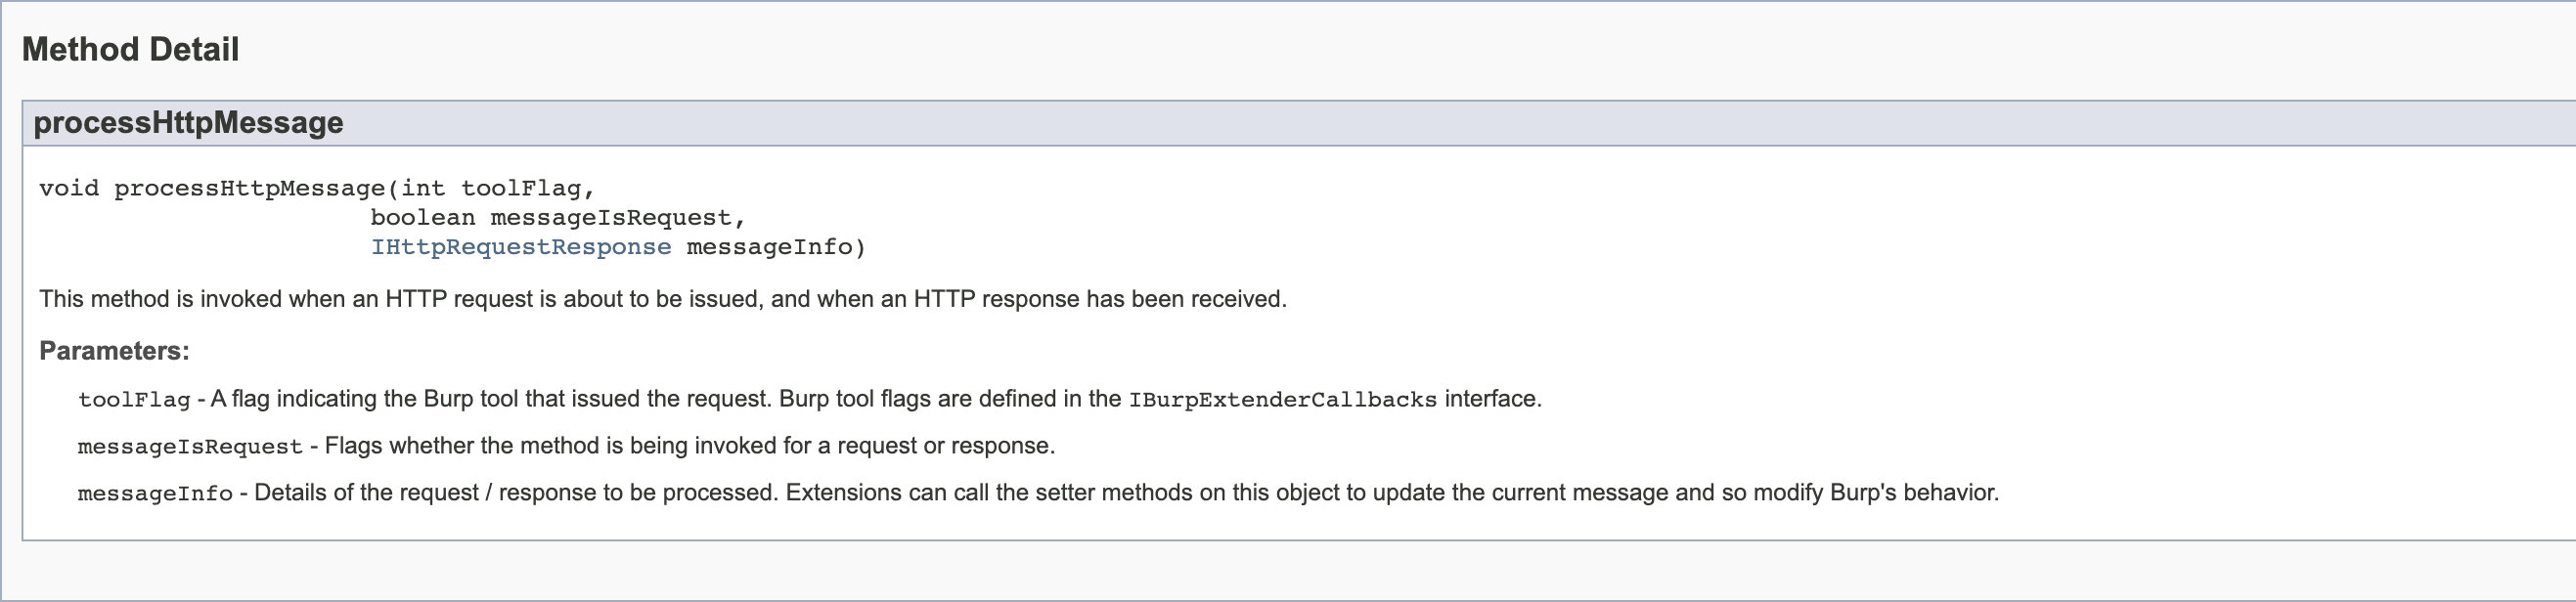 Method Detail
processHttpMessage
void processHttpMessage(int toolFlag,
boolean messageIsRequest,
IHttpRequestResponse messageInfo)
This method is invoked when an HTTP request is about to be issued, and when an HTTP response has been received.
Parameters:
toolFlag - A flag indicating the Burp tool that issued the request. Burp tool flags are defined in the IBurpExtenderCallbacks interface.
messageIsRequest - Flags whether the method is being invoked for a request or response.
messageInfo - Details of the request / response to be processed. Extensions can call the setter methods on this object to update the current message and so modify Burp's behavior.